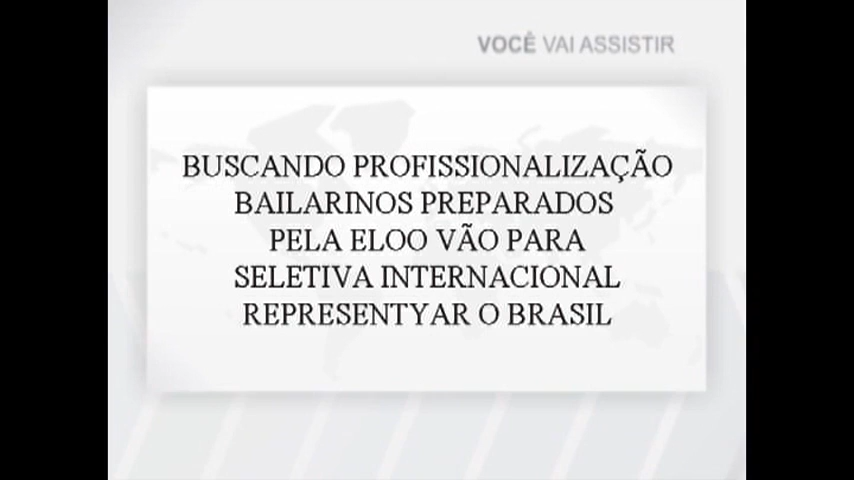 VOCÊ VAI ASSISTIR
BUSCANDO PROFISSIONALIZAÇÃO
BAILARINOS PREPARADOS
PELA ELOO VÃO PARA
SELETIVA INTERNACIONAL
REPRESENTYAR O BRASIL